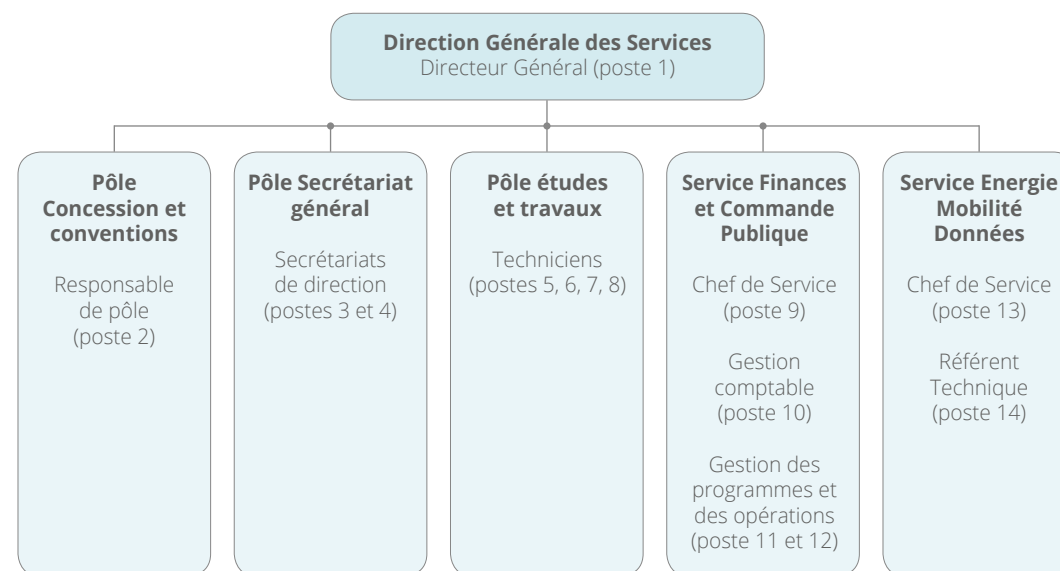 Direction Générale des Services
Directeur Général (poste 1)
Pôle
Concession et
conventions
Responsable
de pôle
(poste 2)
Pôle Secrétariat
général
Secrétariats
de direction
(postes 3 et 4)
Pôle études
et travaux
Techniciens
(postes 5, 6, 7, 8)
Service Finances
et Commande
Publique
Chef de Service
(poste 9)
Gestion
comptable
(poste 10)
Gestion des
programmes et
des opérations
(poste 11 et 12)
Service Energie
Mobilité
Données
Chef de Service
(poste 13)
Référent
Technique
(poste 14)